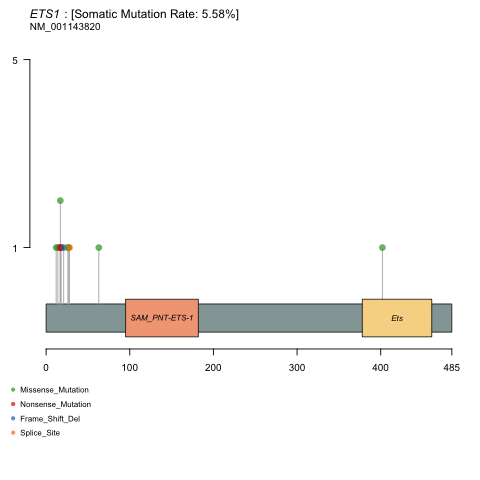 ETS1 : [Somatic Mutation Rate: 5.58%]
NM_001143820
5
1
SAM_PNT-ETS-1
Ets
0 100 200 300 400 485
Missense_Mutation
Nonsense_Mutation
Frame_Shift_Del
Splice_Site